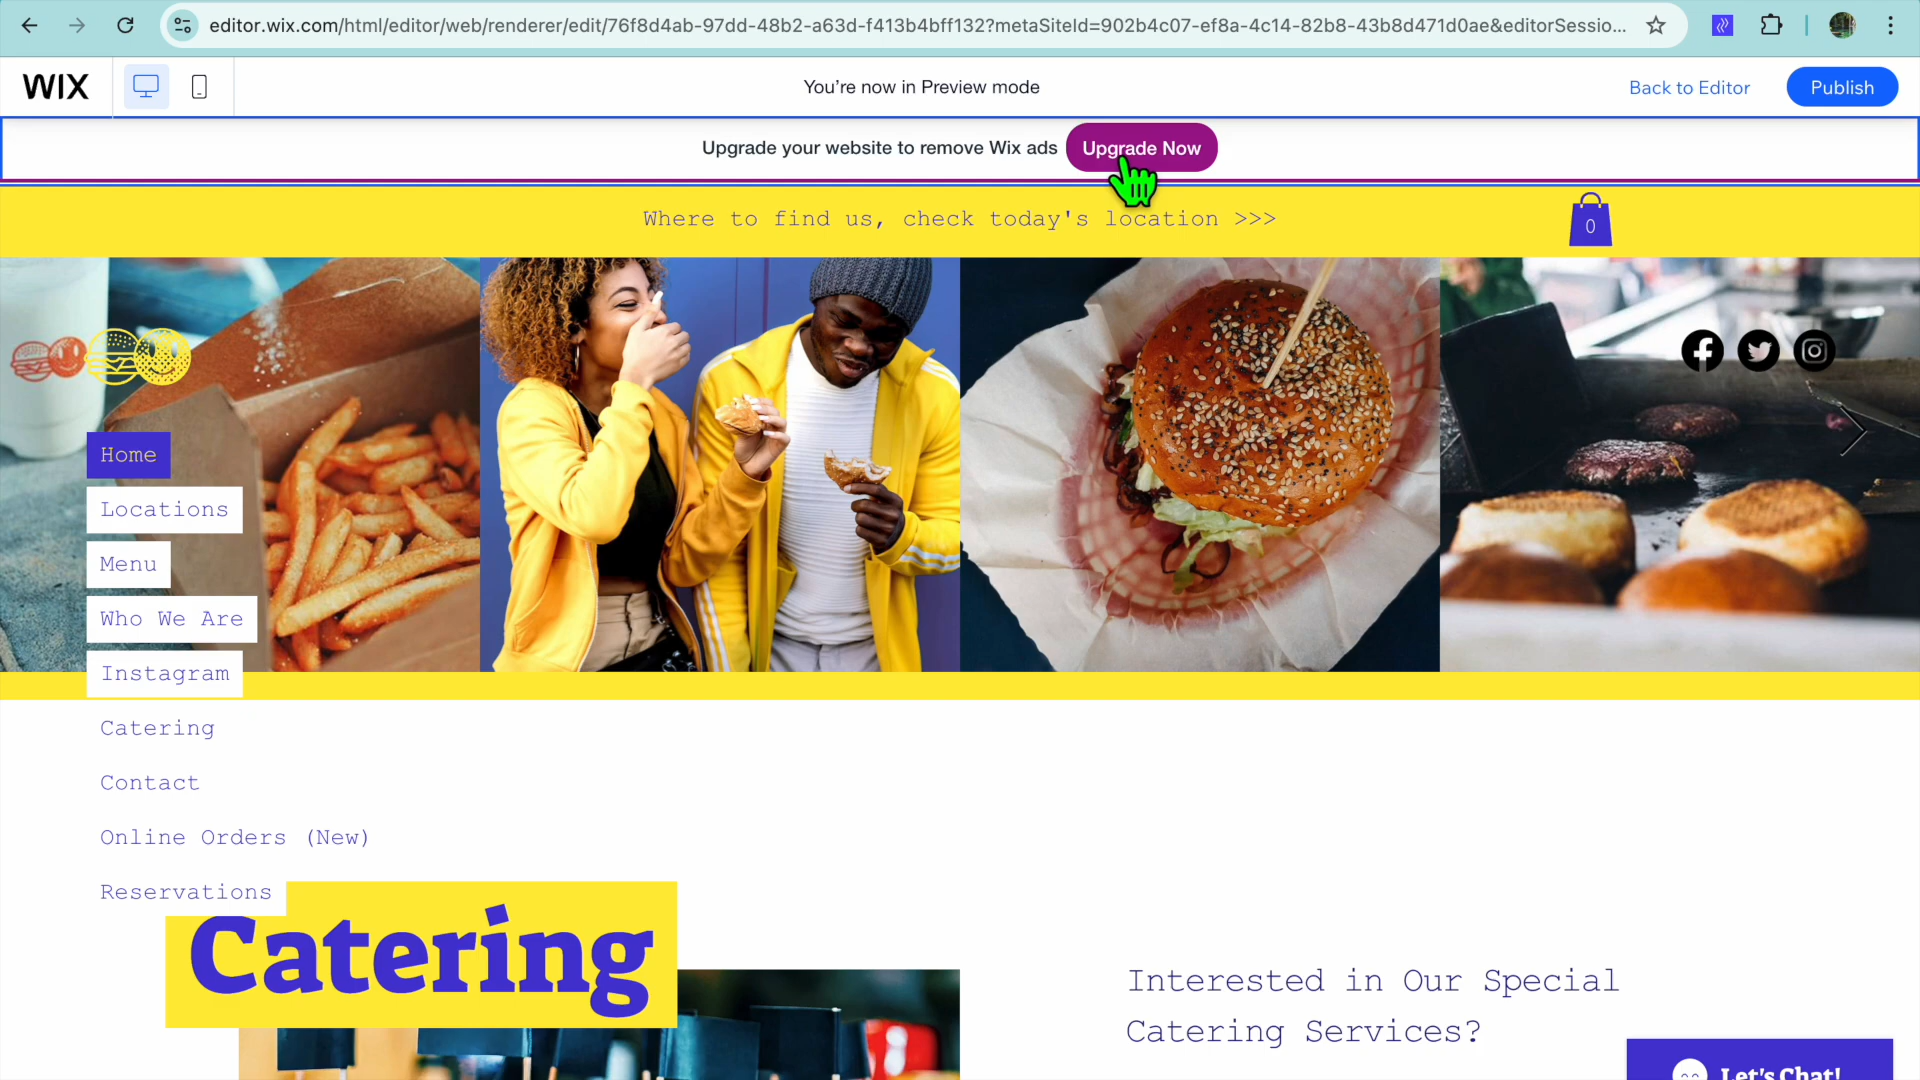 editor.wix.com/html/editor/web/renderer/edit/76f8d4ab-97dd-48b2-a63d-f413b4bff132?metaSiteId=902b4c07-ef8a-4c14-82b8-43b8d471d0ae&editorSessio...
WIX
You're now in Preview mode
Back to Editor
Publish
Upgrade your website to remove Wix ads
Upgrade Now
Where to find us, check today's location >>>
0
Home
Locations
Menu
Who We Are
Instagram
Catering
Contact
Online Orders (New)
Reservations
Catering
Interested in Our Special
Catering Services?
Let's Chat!